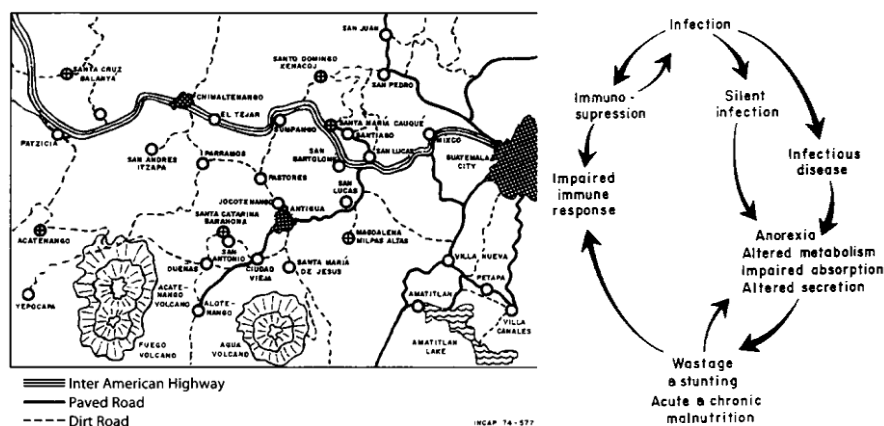 SAN JUAN
SANTO DOMINGO
XENACOJ
SANTA CRUZ
BALANYA
SAN PEDRO
CHIMALTENANGO
EL TEJAR
SUMPANGO
SANTA MARIA
CAUQUE
SANTIAGO
MIXCO
PATZICIA
SAN ANDRES
ITZAPA
PARRAMOS
SAN
BARTOLOME
SAN LUCAS
GUATEMALA
CITY
PASTORES
SAN
LUCAS
JOCOTENANGO
ANTIGUA
SANTA CATARINA
BARAHONA
ACATENANGO
SAN
ANTONIO
MAGDALENA
MILPAS ALTAS
DUEÑAS
CIUDAD
VIEJA
SANTA MARIA
DE JESUS
VILLA NUEVA
PETAPA
YEPOCAPA
ACATE-
NANGO
VOLCANO
ALOTE-
NANGO
AMATITLAN
FUEGO
VOLCANO
AGUA
VOLCANO
AMATITLAN
LAKE
VILLA
CANALES
Inter American Highway
Paved Road
Dirt Road
INCAP 74-577
Infection
Immuno-
supression
Silent
infection
Impaired
immune
response
Infectious
disease
Anorexia
Altered metabolism
Impaired absorption
Altered secretion
Wastage
& stunting
Acute & chronic
malnutrition